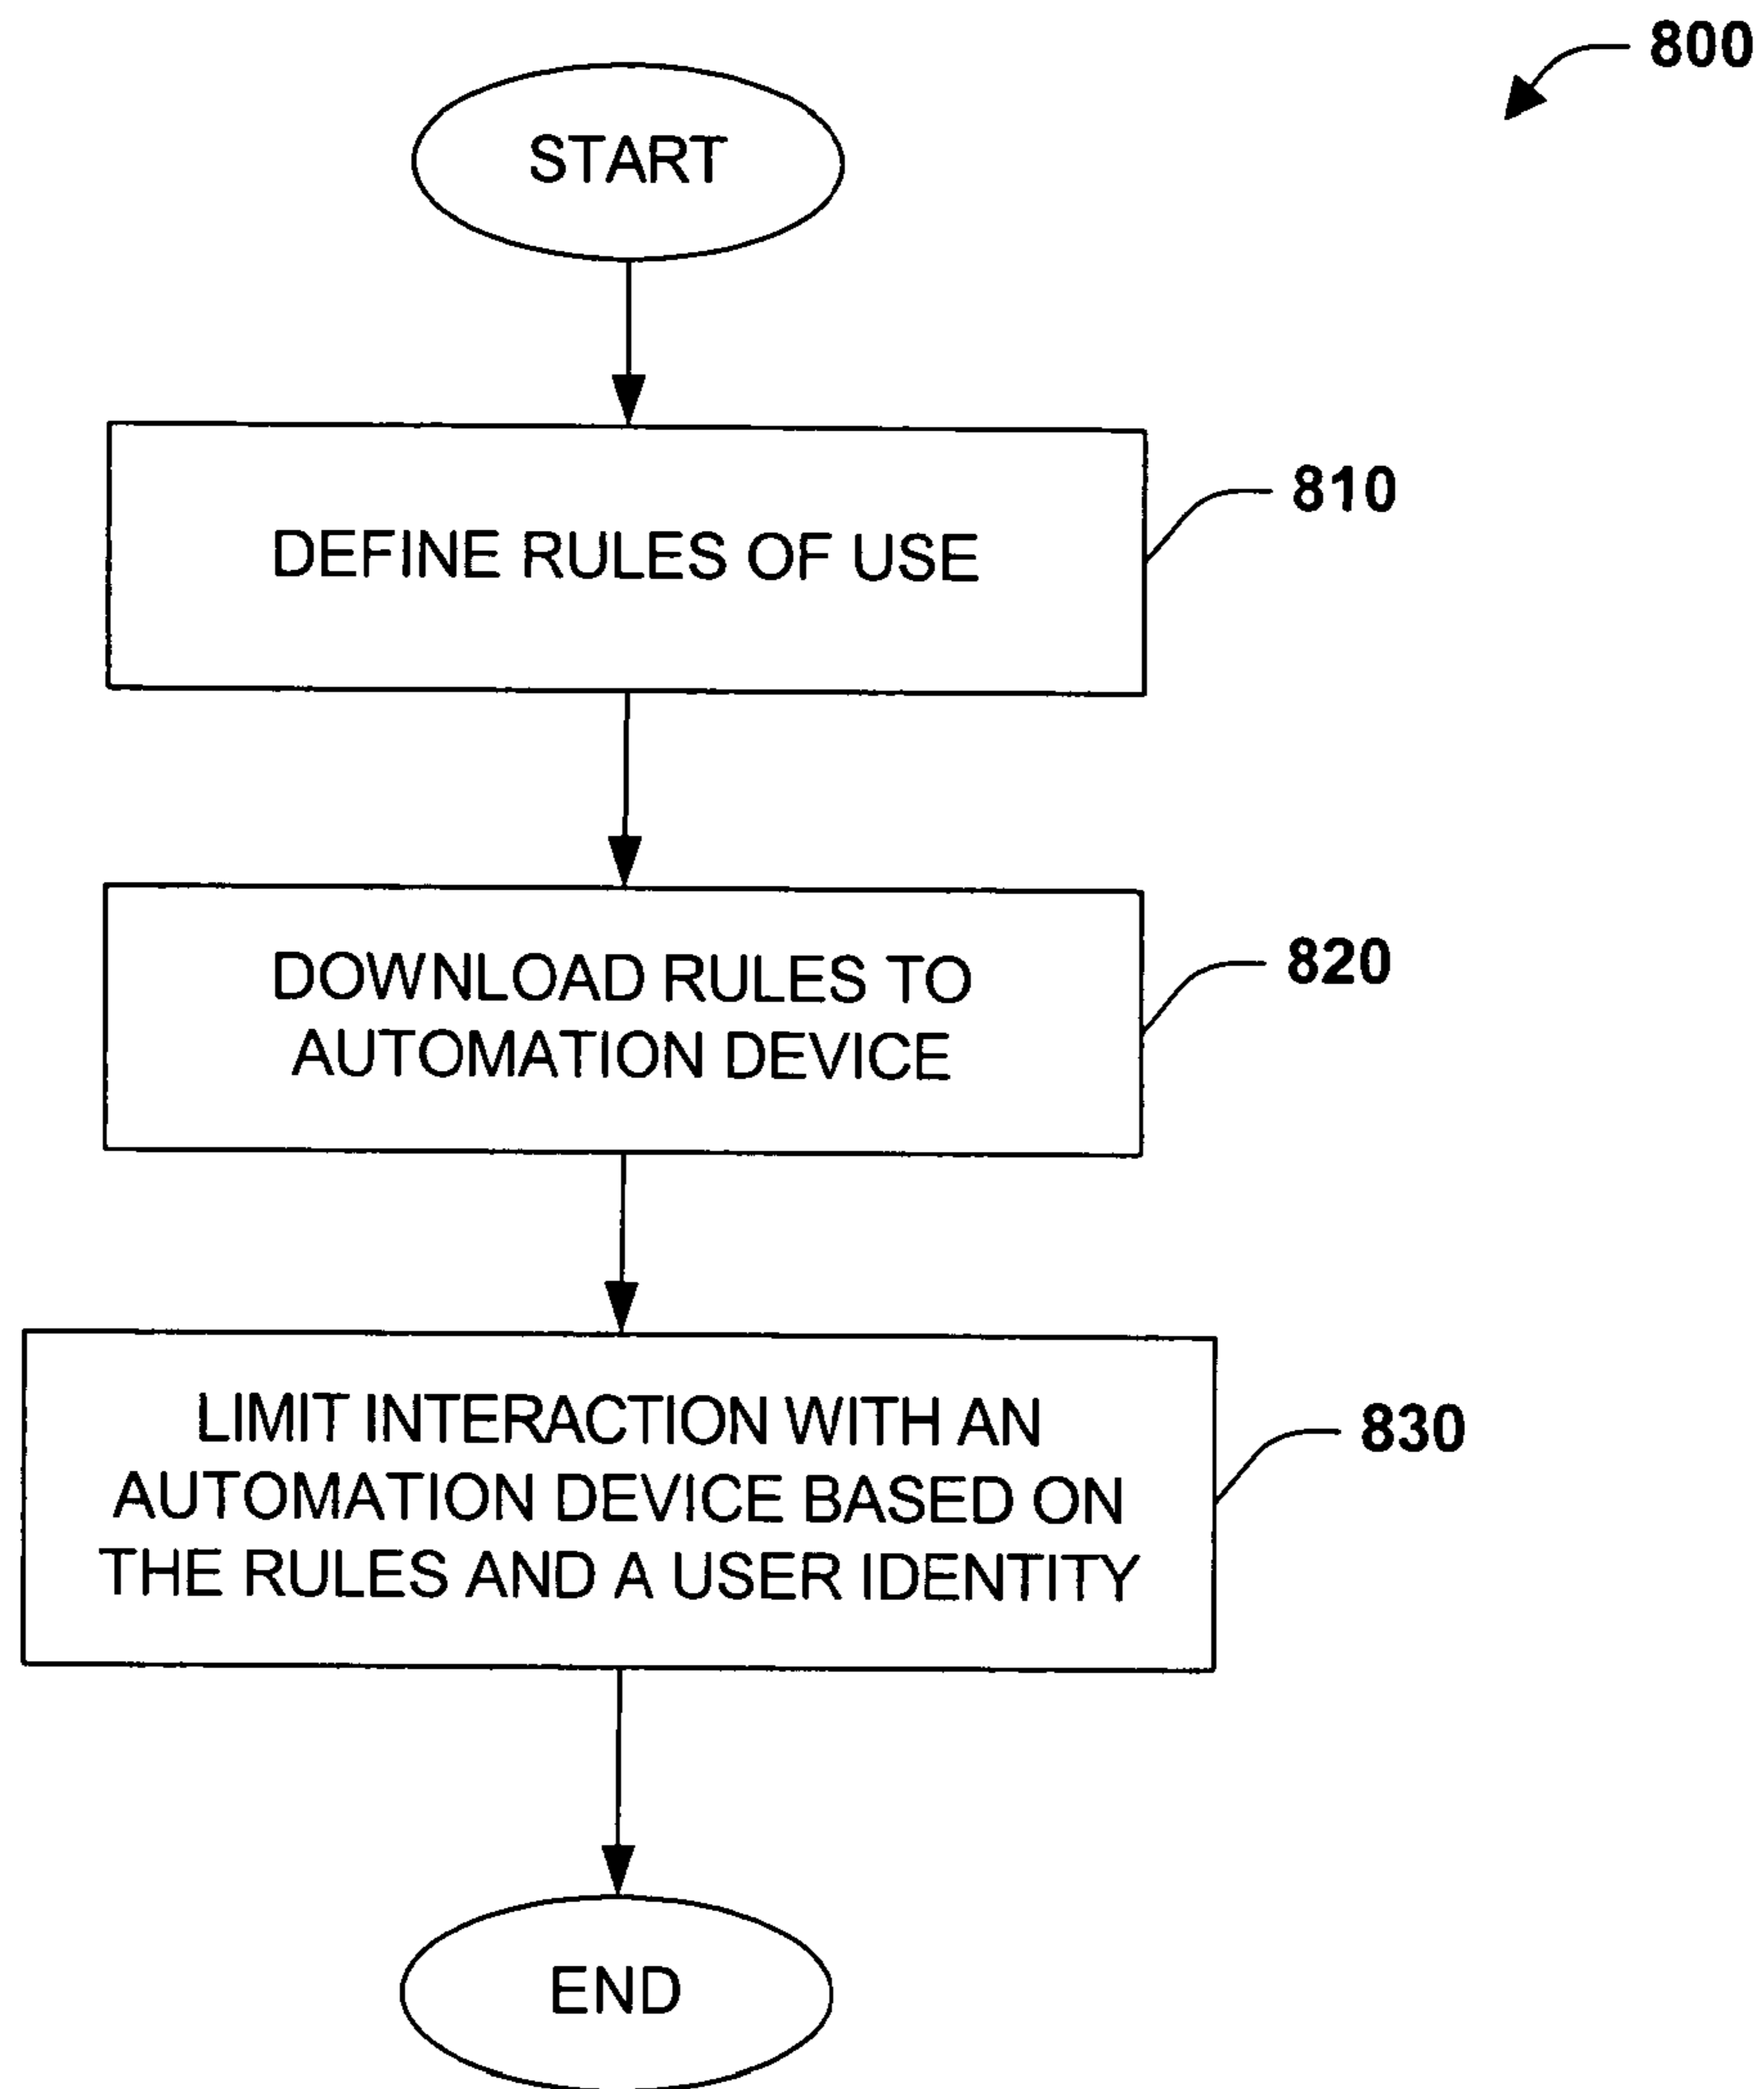 800
START
DEFINE RULES OF USE
810
DOWNLOAD RULES TO
AUTOMATION DEVICE
820
LIMIT INTERACTION WITH AN
AUTOMATION DEVICE BASED ON
THE RULES AND A USER IDENTITY
830
END